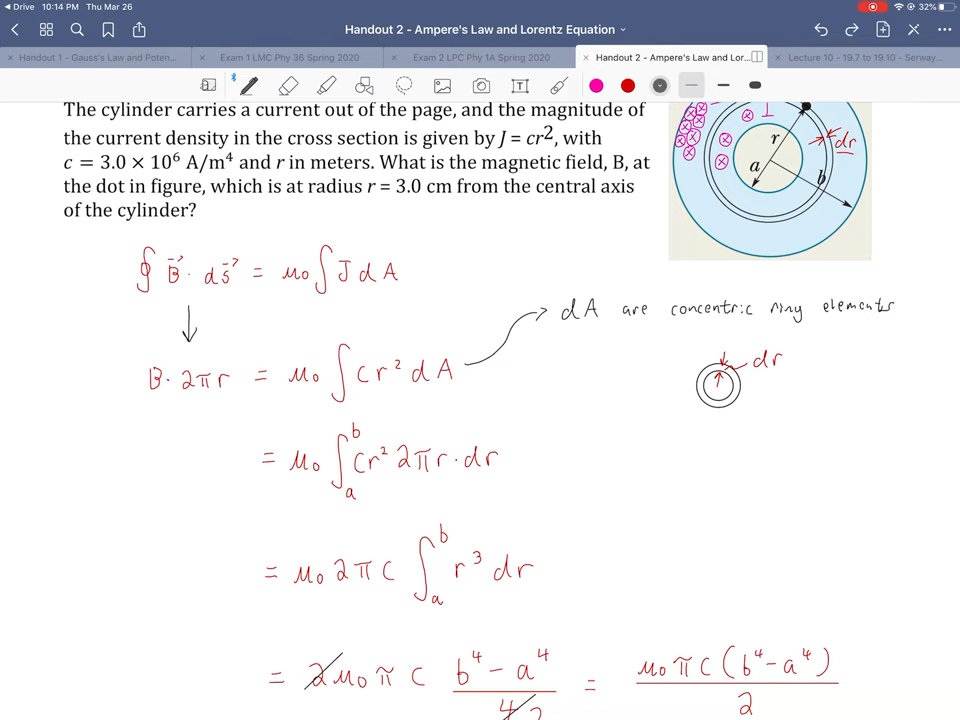 Drive 10:14 PM Thu Mar 26 32%
Handout 2 - Ampere's Law and Lorentz Equation
Handout 1 - Gauss's Law and Poten... Exam 1 LMC Phy 36 Spring 2020 Exam 2 LPC Phy 1A Spring 2020 Handout 2 - Ampere's Law and Lor... Lecture 10 - 19.7 to 19.10 - Serway...
The cylinder carries a current out of the page, and the magnitude of
the current density in the cross section is given by J = cr², with
c = 3.0 × 10⁶ A/m⁴ and r in meters. What is the magnetic field, B, at
the dot in figure, which is at radius r = 3.0 cm from the central axis
of the cylinder?
r
dr
a
b
∮ B⃗ · ds⃗ = μ₀ ∫ J dA
dA are concentric ring elements
B · 2πr = μ₀ ∫ Cr² dA
dr
= μ₀ ∫ₐᵇ Cr² 2πr · dr
= μ₀ 2π C ∫ₐᵇ r³ dr
= 2μ₀ π C (b⁴ − a⁴)/4 2 = μ₀ π C (b⁴ − a⁴)/2